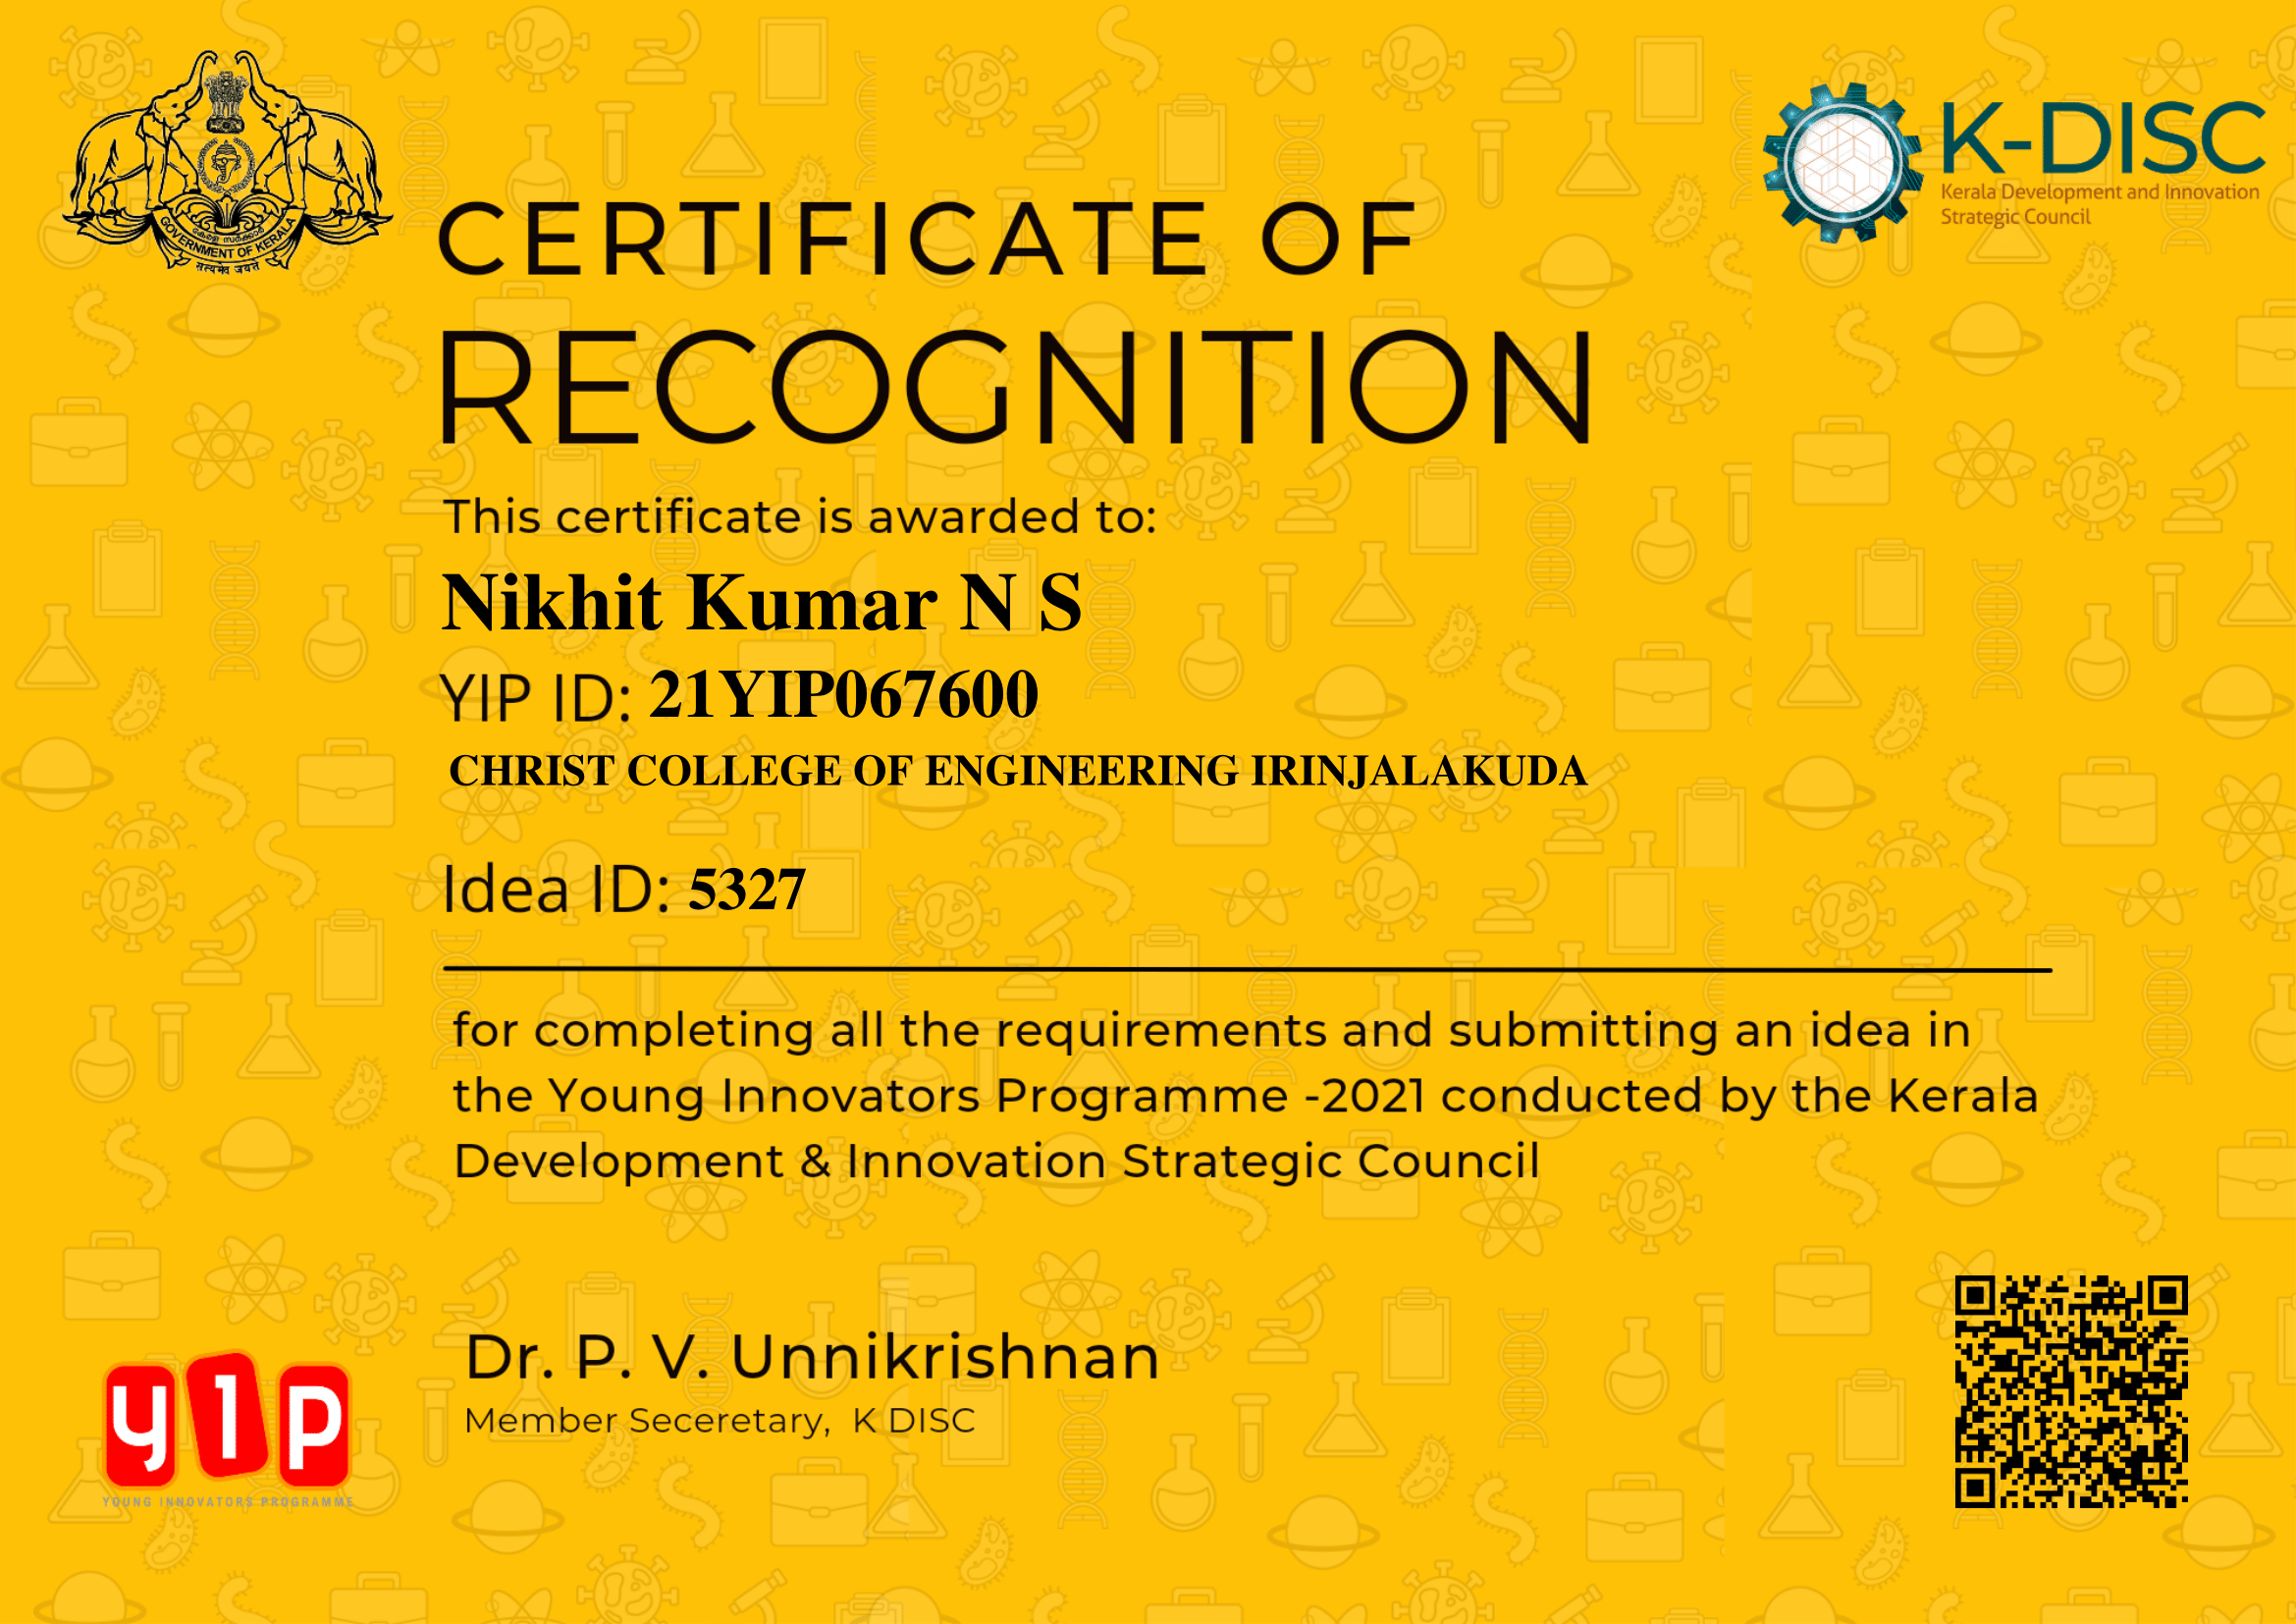 GOVERNMENT OF KERALA
सत्यमेव जयते
K-DISC
Kerala Development and Innovation
Strategic Council
CERTIFICATE OF
RECOGNITION
This certificate is awarded to:
Nikhit Kumar N S
YIP ID: 21YIP067600
CHRIST COLLEGE OF ENGINEERING IRINJALAKUDA
Idea ID: 5327
for completing all the requirements and submitting an idea in
the Young Innovators Programme -2021 conducted by the Kerala
Development & Innovation Strategic Council
Dr. P. V. Unnikrishnan
Member Seceretary, K DISC
yip
YOUNG INNOVATORS PROGRAMME